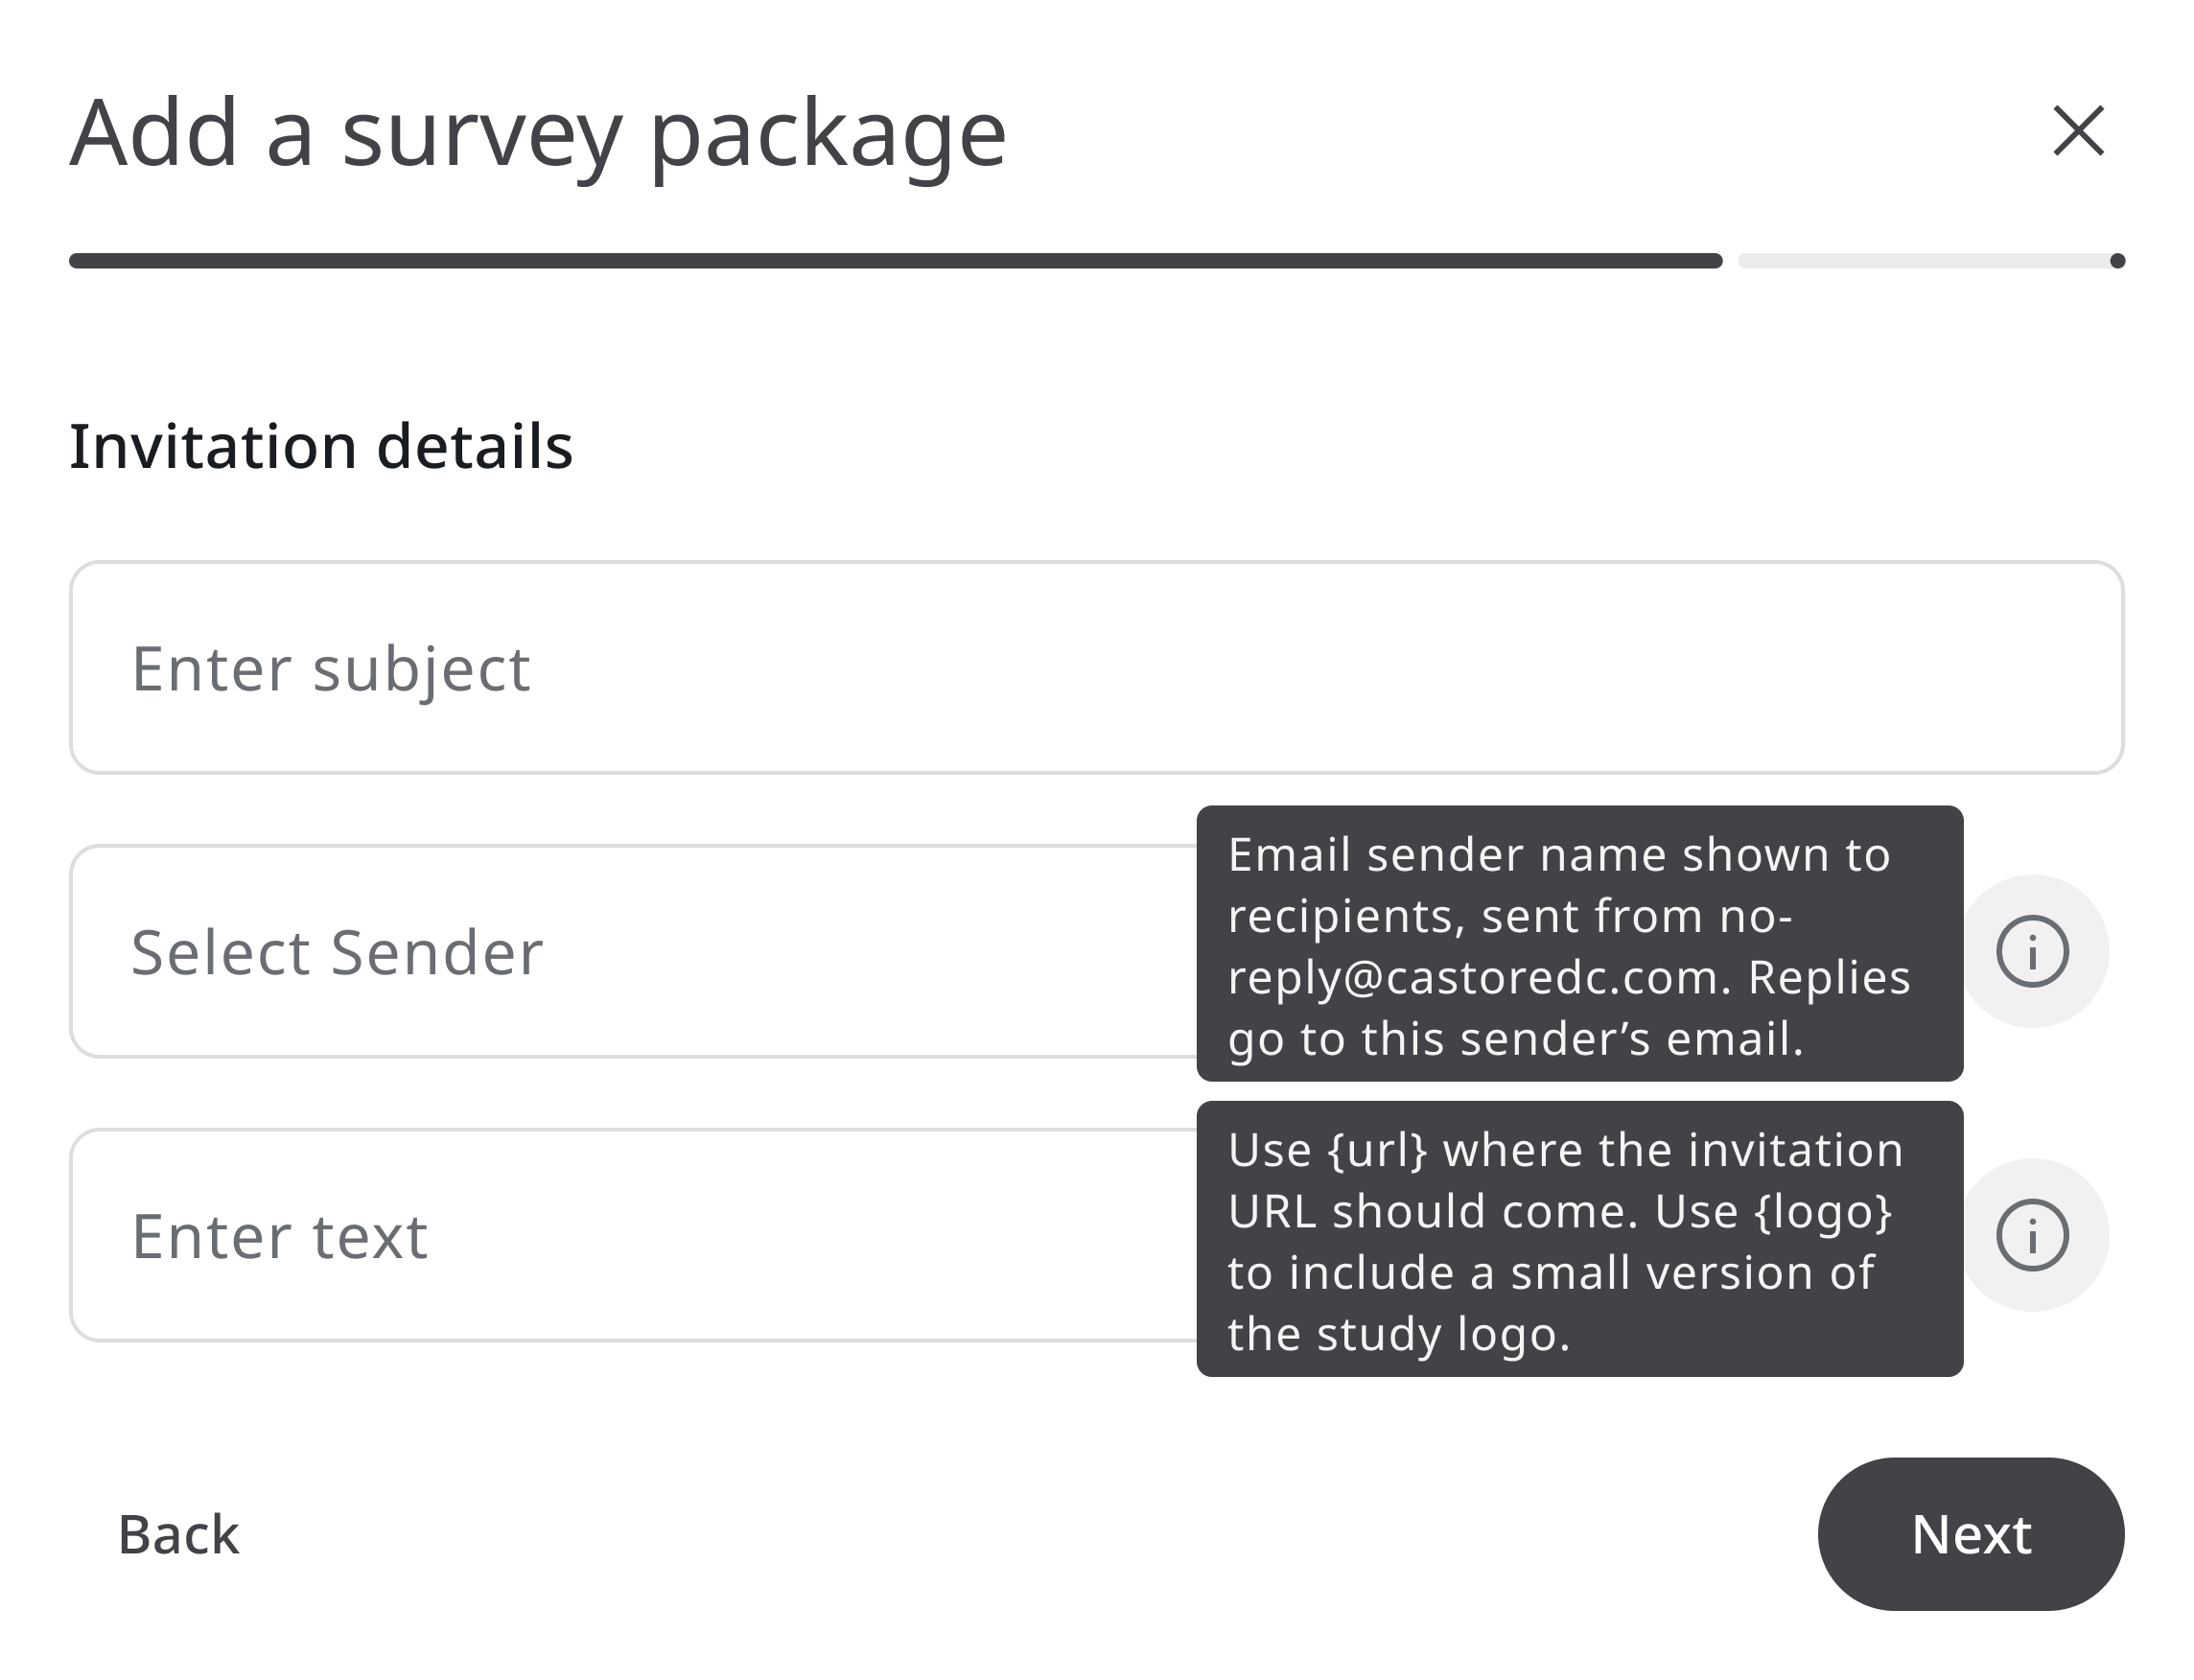 Add a survey package
Invitation details
Enter subject
Select Sender
Email sender name shown to
recipients, sent from no-
reply@castoredc.com. Replies
go to this sender’s email.
Enter text
Use {url} where the invitation
URL should come. Use {logo}
to include a small version of
the study logo.
Back
Next